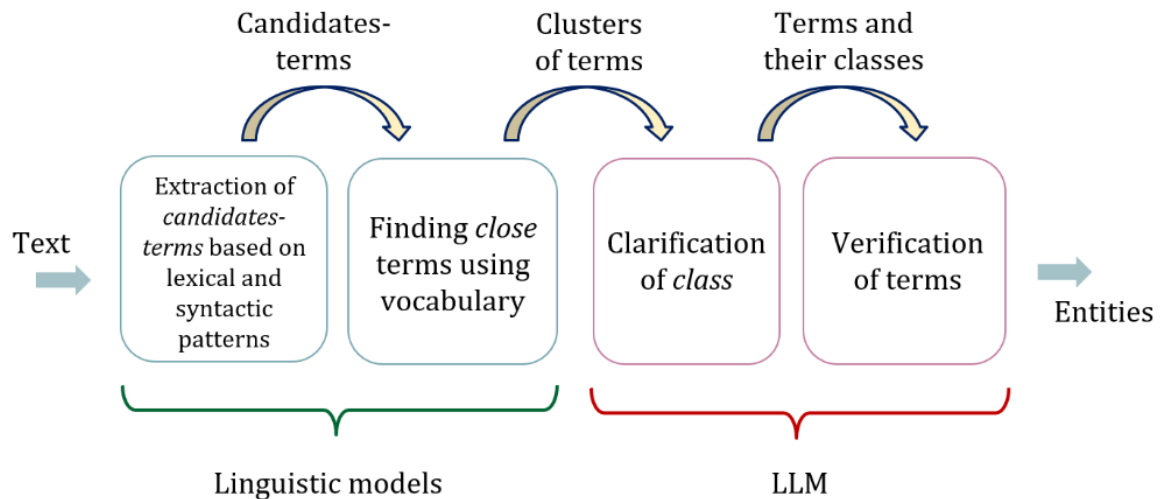 Candidates-
terms
Clusters
of terms
Terms and
their classes
Text
Extraction of
candidates-
terms based on
lexical and
syntactic
patterns
Finding close
terms using
vocabulary
Clarification
of class
Verification
of terms
Entities
Linguistic models
LLM